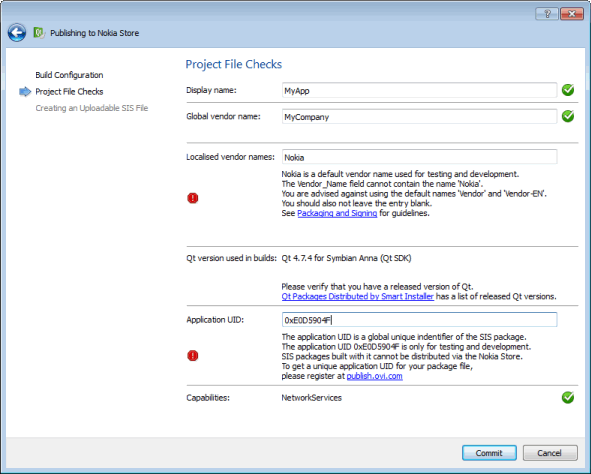 Publishing to Nokia Store
Project File Checks
Build Configuration
Project File Checks
Creating an Uploadable SIS File
Display name: MyApp
Global vendor name: MyCompany
Localised vendor names: Nokia
Nokia is a default vendor name used for testing and development.
The Vendor_Name field cannot contain the name 'Nokia'.
You are advised against using the default names 'Vendor' and 'Vendor-EN'.
You should also not leave the entry blank.
See Packaging and Signing for guidelines.
Qt version used in builds: Qt 4.7.4 for Symbian Anna (Qt SDK)
Please verify that you have a released version of Qt.
Qt Packages Distributed by Smart Installer has a list of released Qt versions.
Application UID: 0xE0D5904F
The application UID is a global unique indentifier of the SIS package.
The application UID 0xE0D5904F is only for testing and development.
SIS packages built with it cannot be distributed via the Nokia Store.
To get a unique application UID for your package file,
please register at publish.ovi.com
Capabilities: NetworkServices
Commit Cancel